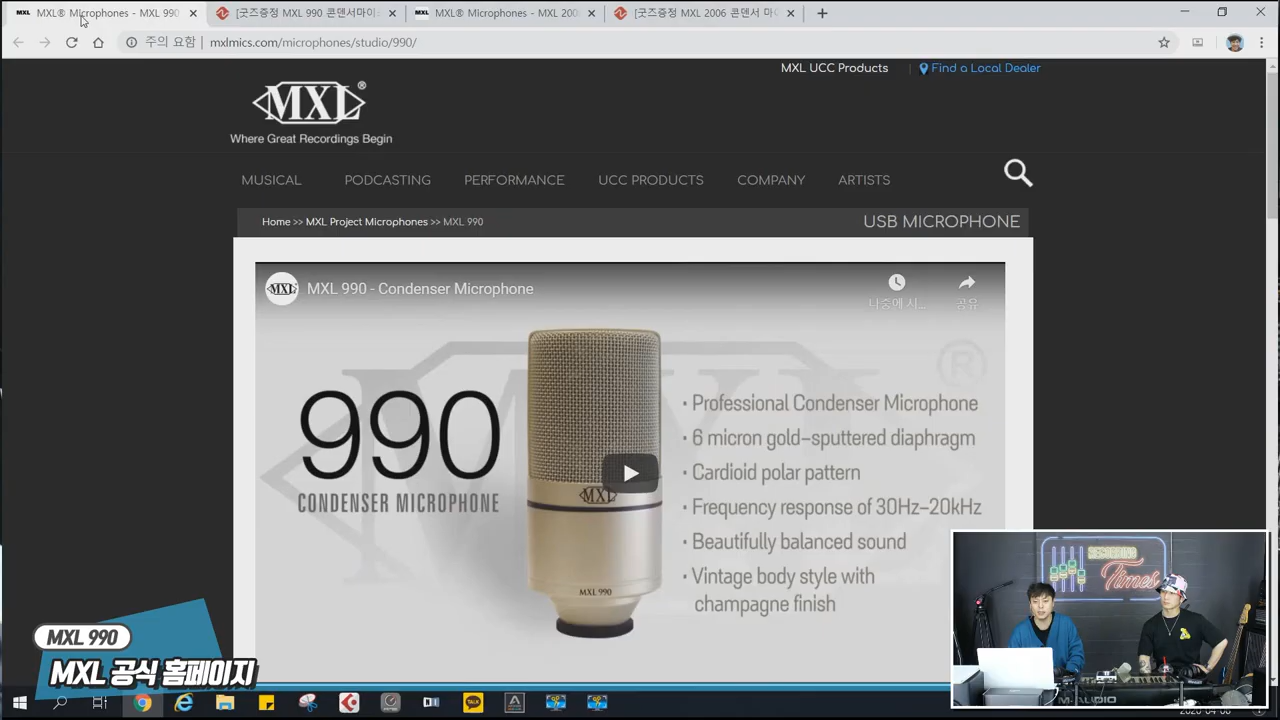 MXL® Microphones - MXL 990
[굿즈증정 MXL 990 콘덴서마이
MXL® Microphones - MXL 200
[굿즈증정 MXL 2006 콘덴서 마
주의 요함
mxlmics.com/microphones/studio/990/
MXL UCC Products
Find a Local Dealer
MXL®
Where Great Recordings Begin
MUSICAL
PODCASTING
PERFORMANCE
UCC PRODUCTS
COMPANY
ARTISTS
Home >> MXL Project Microphones >> MXL 990
USB MICROPHONE
MXL
MXL 990 - Condenser Microphone
나중에 시...
공유
990
CONDENSER MICROPHONE
MXL
MXL 990
• Professional Condenser Microphone
• 6 micron gold-sputtered diaphragm
• Cardioid polar pattern
• Frequency response of 30Hz-20kHz
• Beautifully balanced sound
• Vintage body style with
champagne finish
RECORDING
Times
M-AUDIO
MXL 990
MXL 공식 홈페이지
TALK